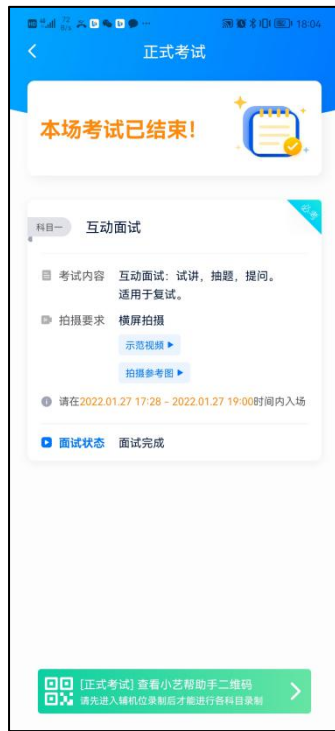 18:04
正式考试
本场考试已结束!
必考
科目一
互动面试
考试内容 互动面试：试讲，抽题，提问。
适用于复试。
拍摄要求 横屏拍摄
示范视频
拍摄参考图
请在2022.01.27 17:28 - 2022.01.27 19:00时间内入场
面试状态 面试完成
[正式考试] 查看小艺帮助手二维码
请先进入辅机位录制后才能进行各科目录制